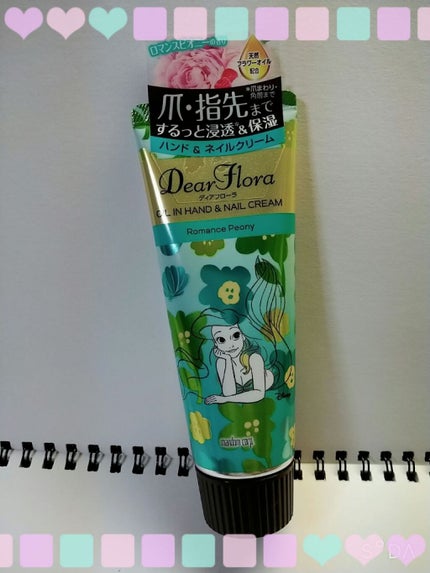 ロマンスピオニーの香り
天然
フラワーオイル
配合
爪・指先まで
*爪まわり・
角層まで
するっと浸透*&保湿
ハンド & ネイルクリーム
Dear Flora
ディアフローラ
OIL IN HAND & NAIL CREAM
Romance Peony
Disney